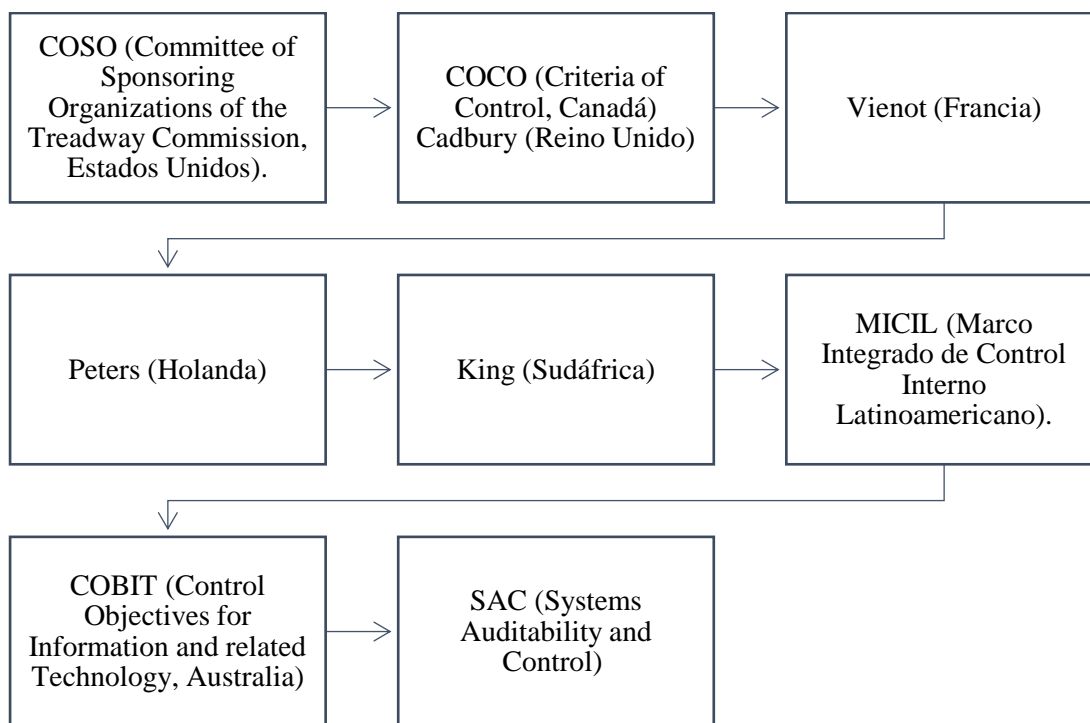 COSO (Committee of
Sponsoring
Organizations of the
Treadway Commission,
Estados Unidos).
COCO (Criteria of
Control, Canadá)
Cadbury (Reino Unido)
Vienot (Francia)
Peters (Holanda)
King (Sudáfrica)
MICIL (Marco
Integrado de Control
Interno
Latinoamericano).
COBIT (Control
Objectives for
Information and related
Technology, Australia)
SAC (Systems
Auditability and
Control)